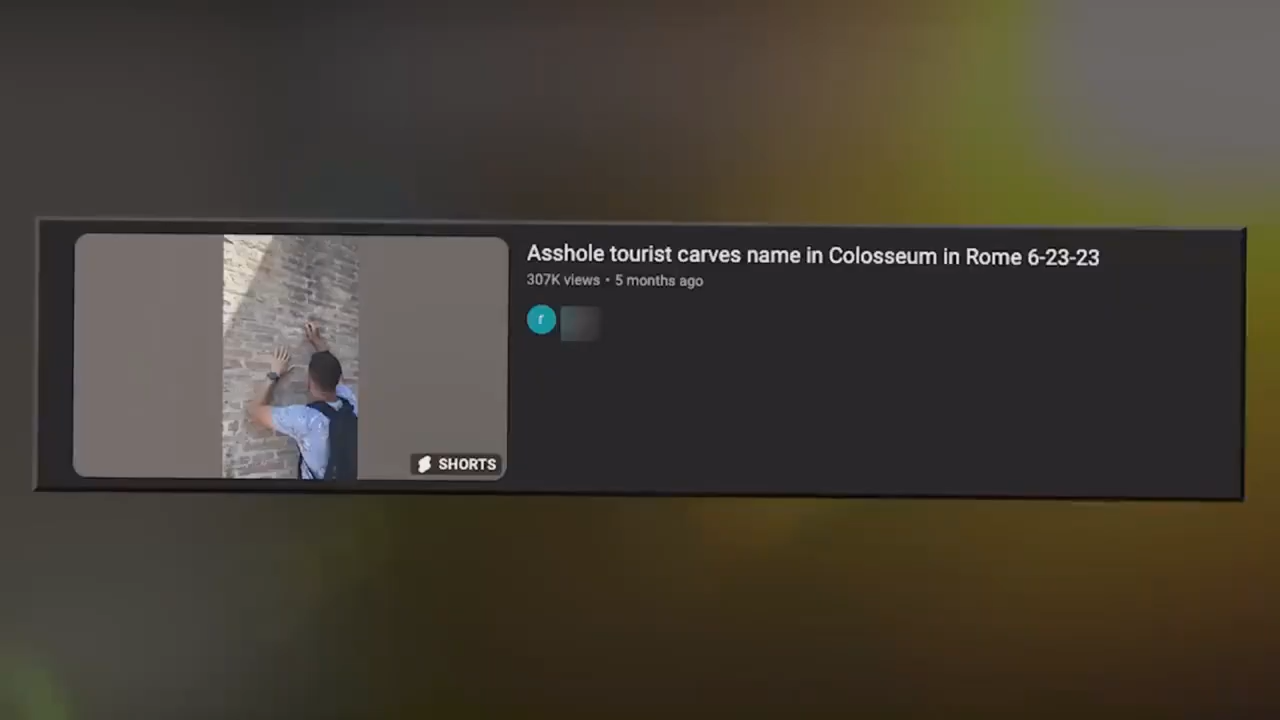 Asshole tourist carves name in Colosseum in Rome 6-23-23
307K views • 5 months ago
r
SHORTS